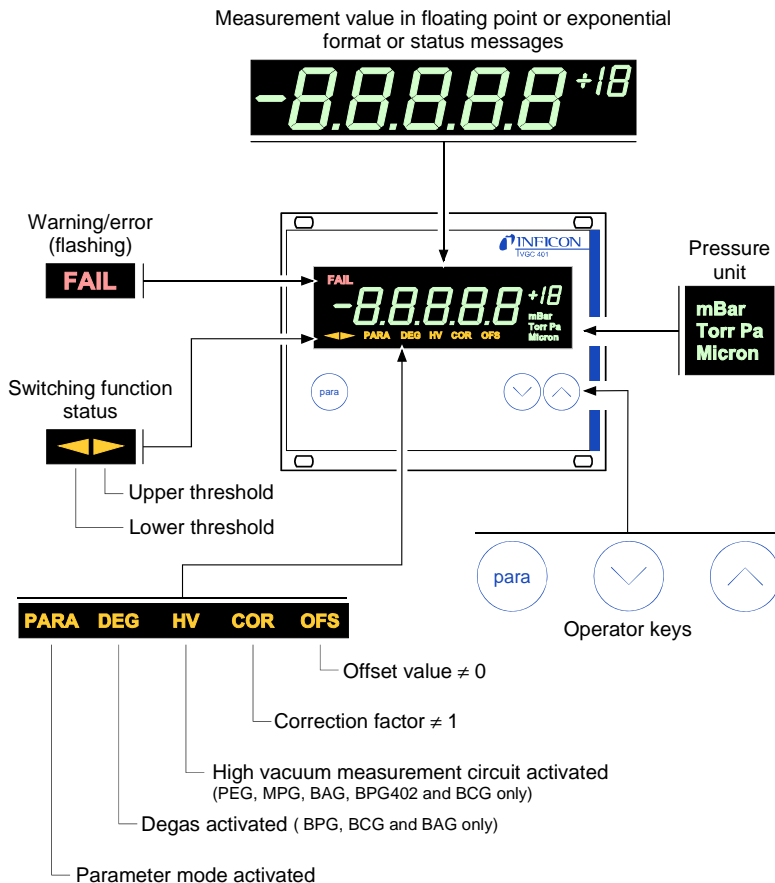 Measurement value in floating point or exponential
format or status messages
-8.8.8.8.8 +18
Warning/error
(flashing)
FAIL
INFICON
VGC 401
FAIL
-8.8.8.8.8 +18
mBar
Torr Pa
Micron
PARA DEG HV COR OFS
Pressure
unit
mBar
Torr Pa
Micron
Switching function
status
para
Upper threshold
Lower threshold
para
Operator keys
PARA DEG HV COR OFS
Offset value ≠ 0
Correction factor ≠ 1
High vacuum measurement circuit activated
(PEG, MPG, BAG, BPG402 and BCG only)
Degas activated ( BPG, BCG and BAG only)
Parameter mode activated